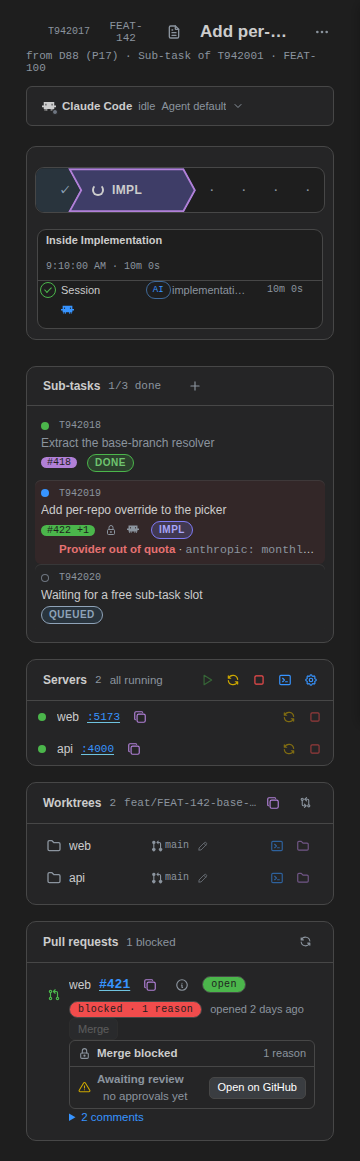 T942017 FEAT-142 Add per-…
from D88 (P17) · Sub-task of T942001 · FEAT-100
Claude Code idle Agent default
✓ IMPL
Inside Implementation
9:10:00 AM · 10m 0s
Session AI implementati… 10m 0s
Sub-tasks 1/3 done
T942018
Extract the base-branch resolver
#418 DONE
T942019
Add per-repo override to the picker
#422 +1 IMPL
Provider out of quota · anthropic: monthl…
T942020
Waiting for a free sub-task slot
QUEUED
Servers 2 all running
web :5173
api :4000
Worktrees 2 feat/FEAT-142-base-…
web main
api main
Pull requests 1 blocked
web #421 open
blocked · 1 reason opened 2 days ago
Merge
Merge blocked 1 reason
Awaiting review
no approvals yet
Open on GitHub
2 comments